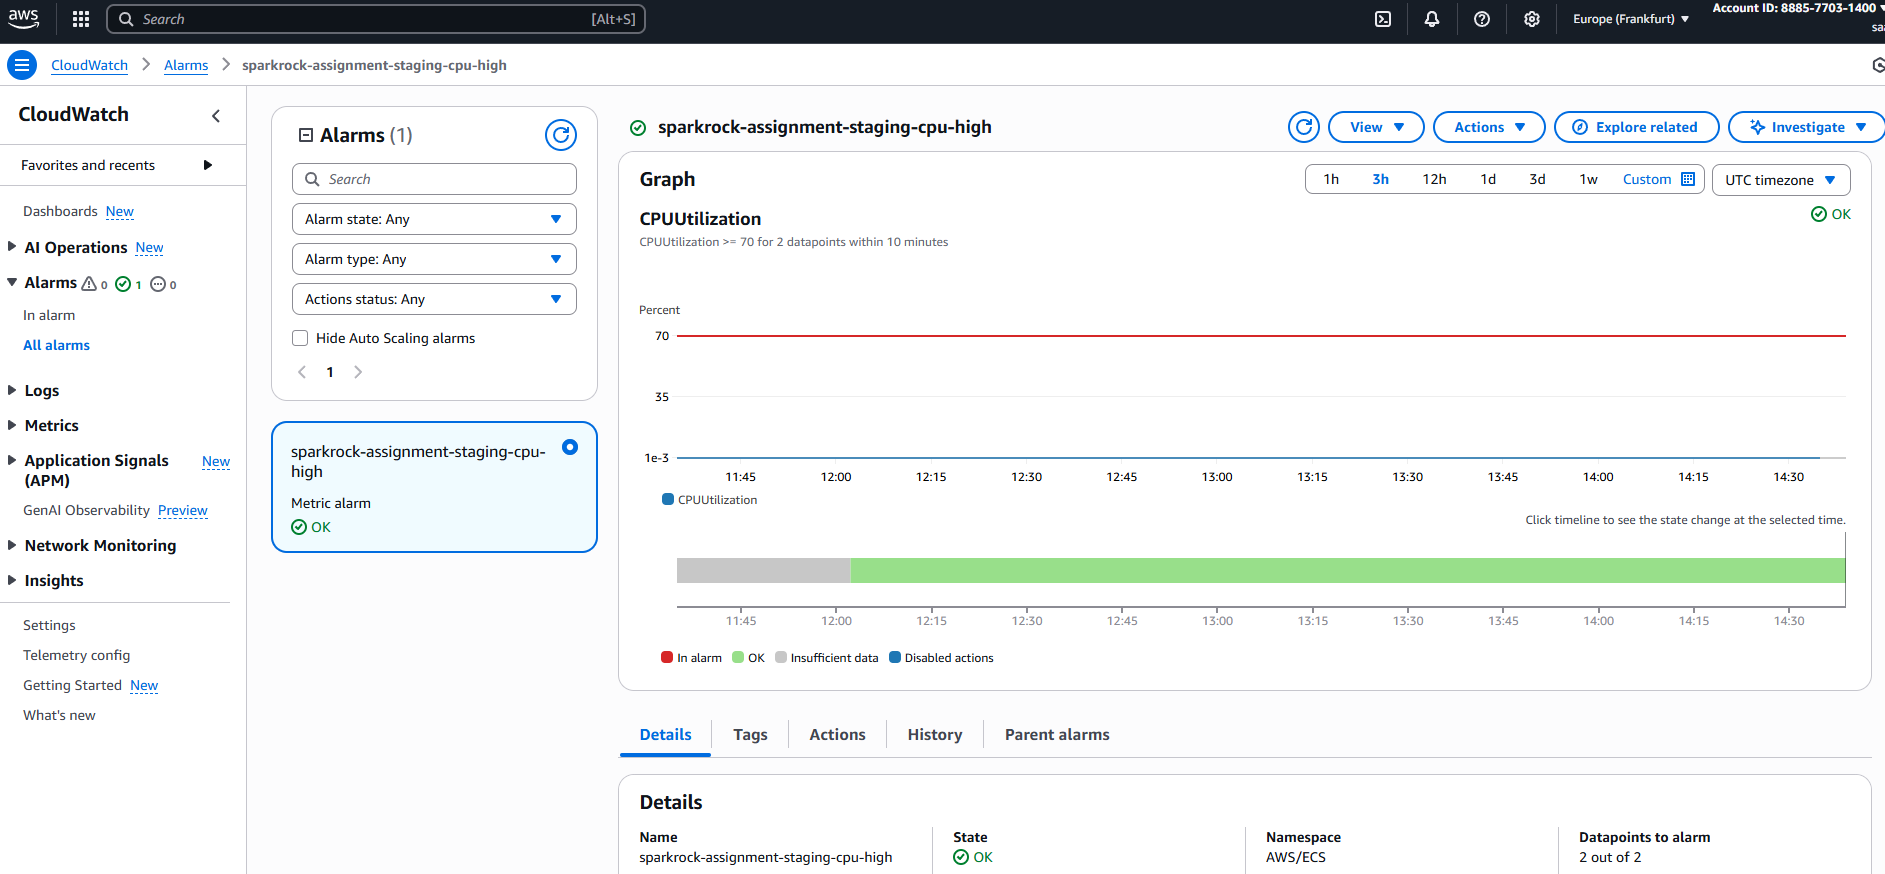 aws
Search
[Alt+S]
Europe (Frankfurt)
Account ID: 8885-7703-1400
CloudWatch
Alarms
sparkrock-assignment-staging-cpu-high
CloudWatch
Favorites and recents
Dashboards New
AI Operations New
Alarms 0 1 0
In alarm
All alarms
Logs
Metrics
Application Signals New
(APM)
GenAI Observability Preview
Network Monitoring
Insights
Settings
Telemetry config
Getting Started New
What's new
Alarms (1)
Search
Alarm state: Any
Alarm type: Any
Actions status: Any
Hide Auto Scaling alarms
1
sparkrock-assignment-staging-cpu-
high
Metric alarm
OK
sparkrock-assignment-staging-cpu-high
View
Actions
Explore related
Investigate
Graph
1h 3h 12h 1d 3d 1w Custom
UTC timezone
CPUUtilization
OK
CPUUtilization >= 70 for 2 datapoints within 10 minutes
Percent
70
35
1e-3
11:45 12:00 12:15 12:30 12:45 13:00 13:15 13:30 13:45 14:00 14:15 14:30
CPUUtilization
Click timeline to see the state change at the selected time.
11:45 12:00 12:15 12:30 12:45 13:00 13:15 13:30 13:45 14:00 14:15 14:30
In alarm OK Insufficient data Disabled actions
Details Tags Actions History Parent alarms
Details
Name
sparkrock-assignment-staging-cpu-high
State
OK
Namespace
AWS/ECS
Datapoints to alarm
2 out of 2